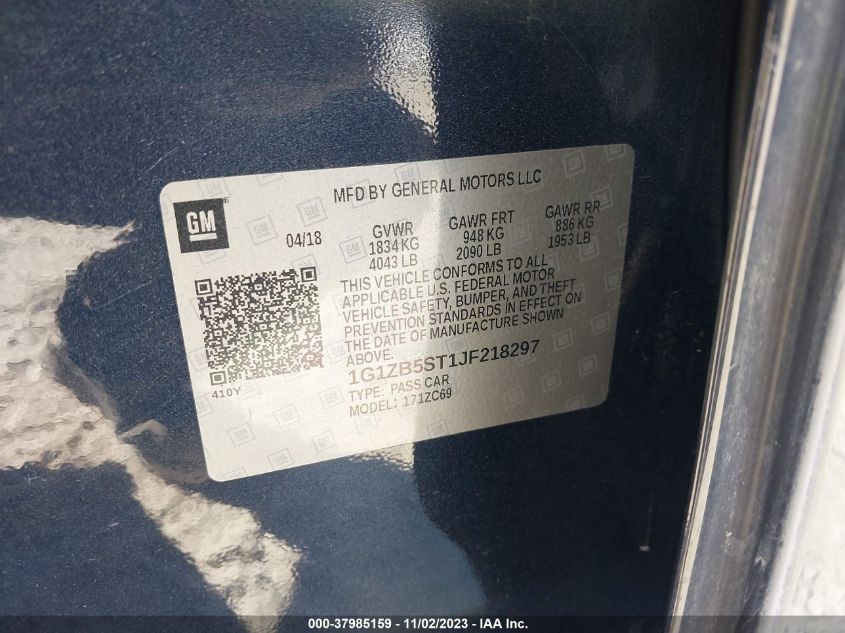 MFD BY GENERAL MOTORS LLC
GM
04/18
GVWR GAWR FRT GAWR RR
1834 KG 948 KG 886 KG
4043 LB 2090 LB 1953 LB
THIS VEHICLE CONFORMS TO ALL
APPLICABLE U.S. FEDERAL MOTOR
VEHICLE SAFETY, BUMPER, AND THEFT
PREVENTION STANDARDS IN EFFECT ON
THE DATE OF MANUFACTURE SHOWN
ABOVE.
1G1ZB5ST1JF218297
410Y
TYPE: PASS CAR
MODEL: 171ZC69
000-37985159 - 11/02/2023 - IAA Inc.